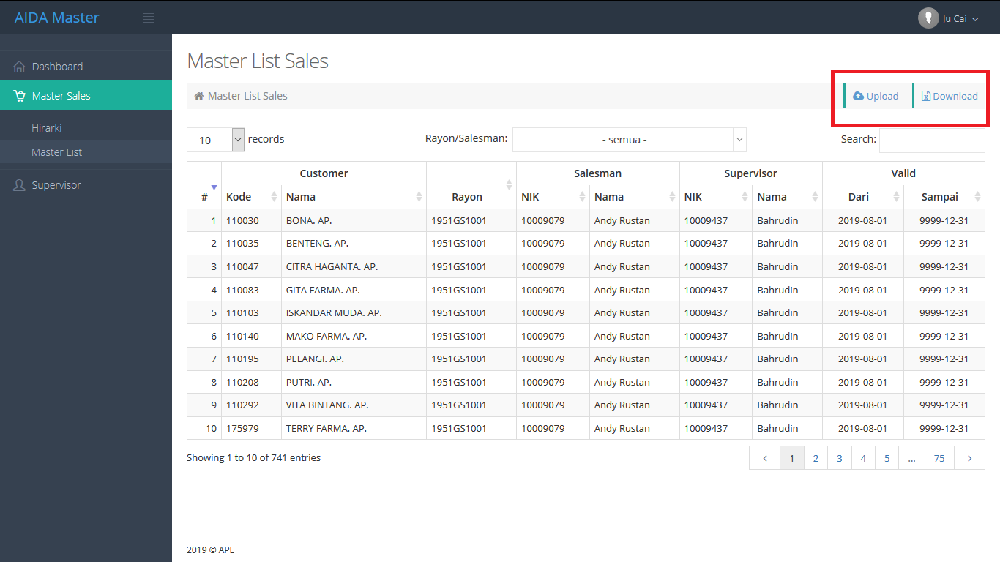 AIDA Master
Ju Cai
Dashboard
Master Sales
Hirarki
Master List
Supervisor
Master List Sales
Master List Sales
Upload
Download
10 records
Rayon/Salesman: - semua -
Search:
Customer Salesman Supervisor Valid
# Kode Nama Rayon NIK Nama NIK Nama Dari Sampai
1 110030 BONA. AP. 1951GS1001 10009079 Andy Rustan 10009437 Bahrudin 2019-08-01 9999-12-31
2 110035 BENTENG. AP. 1951GS1001 10009079 Andy Rustan 10009437 Bahrudin 2019-08-01 9999-12-31
3 110047 CITRA HAGANTA. AP. 1951GS1001 10009079 Andy Rustan 10009437 Bahrudin 2019-08-01 9999-12-31
4 110083 GITA FARMA. AP. 1951GS1001 10009079 Andy Rustan 10009437 Bahrudin 2019-08-01 9999-12-31
5 110103 ISKANDAR MUDA. AP. 1951GS1001 10009079 Andy Rustan 10009437 Bahrudin 2019-08-01 9999-12-31
6 110140 MAKO FARMA. AP. 1951GS1001 10009079 Andy Rustan 10009437 Bahrudin 2019-08-01 9999-12-31
7 110195 PELANGI. AP. 1951GS1001 10009079 Andy Rustan 10009437 Bahrudin 2019-08-01 9999-12-31
8 110208 PUTRI. AP. 1951GS1001 10009079 Andy Rustan 10009437 Bahrudin 2019-08-01 9999-12-31
9 110292 VITA BINTANG. AP. 1951GS1001 10009079 Andy Rustan 10009437 Bahrudin 2019-08-01 9999-12-31
10 175979 TERRY FARMA. AP. 1951GS1001 10009079 Andy Rustan 10009437 Bahrudin 2019-08-01 9999-12-31
Showing 1 to 10 of 741 entries
< 1 2 3 4 5 ... 75 >
2019 © APL